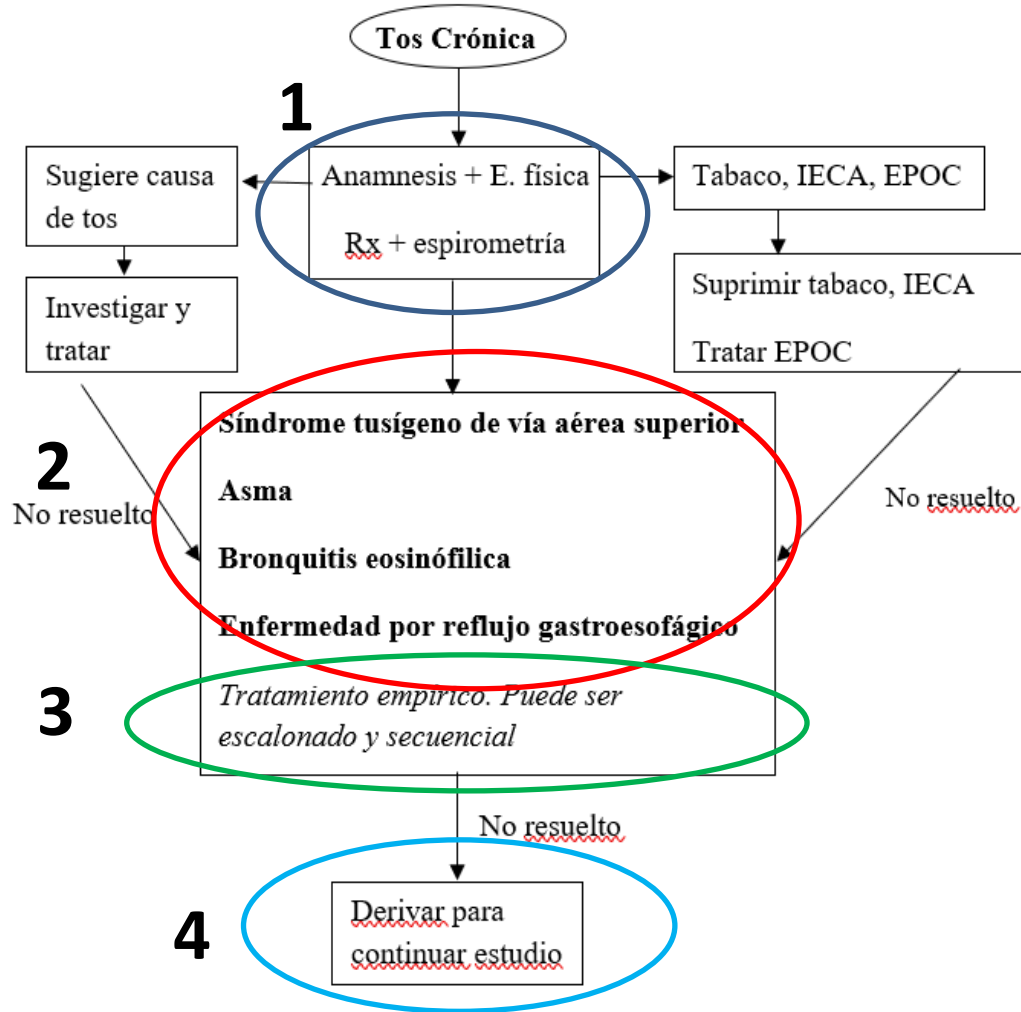 Tos Crónica
1
Sugiere causa
de tos
Anamnesis + E. física
Rx + espirometría
Tabaco, IECA, EPOC
Investigar y
tratar
Suprimir tabaco, IECA
Tratar EPOC
2
No resuelto
Síndrome tusígeno de vía aérea superior
Asma
Bronquitis eosinófilica
Enfermedad por reflujo gastroesofágico
No resuelto
3
Tratamiento empírico. Puede ser
escalonado y secuencial
No resuelto
4
Derivar para
continuar estudio